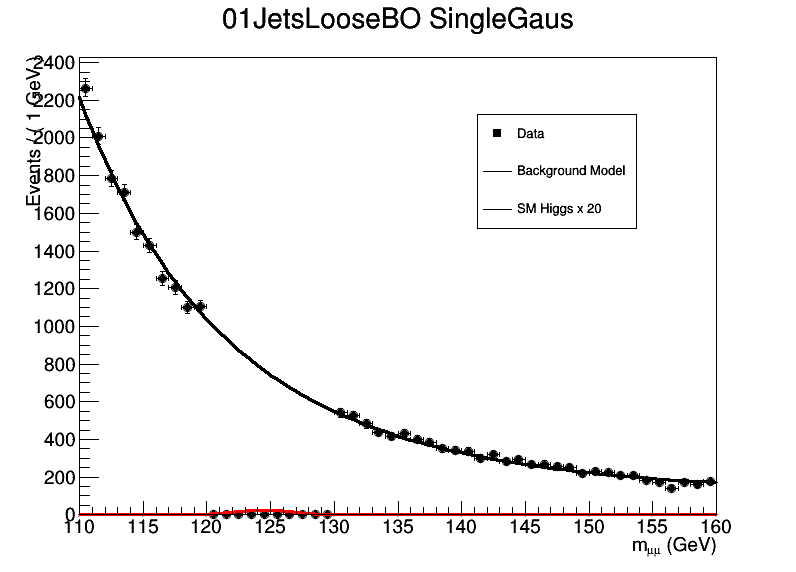 01JetsLooseBO SingleGaus
Events / ( 1 GeV )
2400
2200
2000
1800
1600
1400
1200
1000
800
600
400
200
0
Data
Background Model
SM Higgs x 20
110 115 120 125 130 135 140 145 150 155 160
mμμ (GeV)